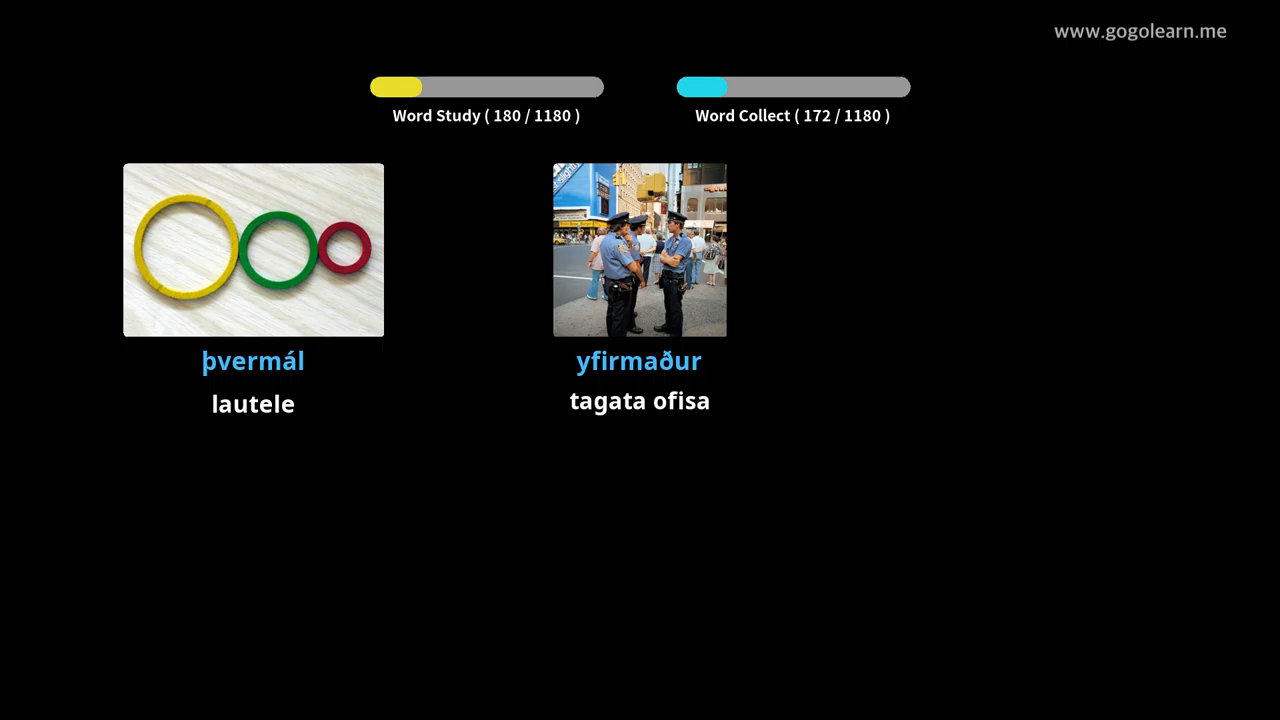 www.gogolearn.me
Word Study ( 180 / 1180 )
Word Collect ( 172 / 1180 )
þvermál
lautele
yfirmaður
tagata ofisa